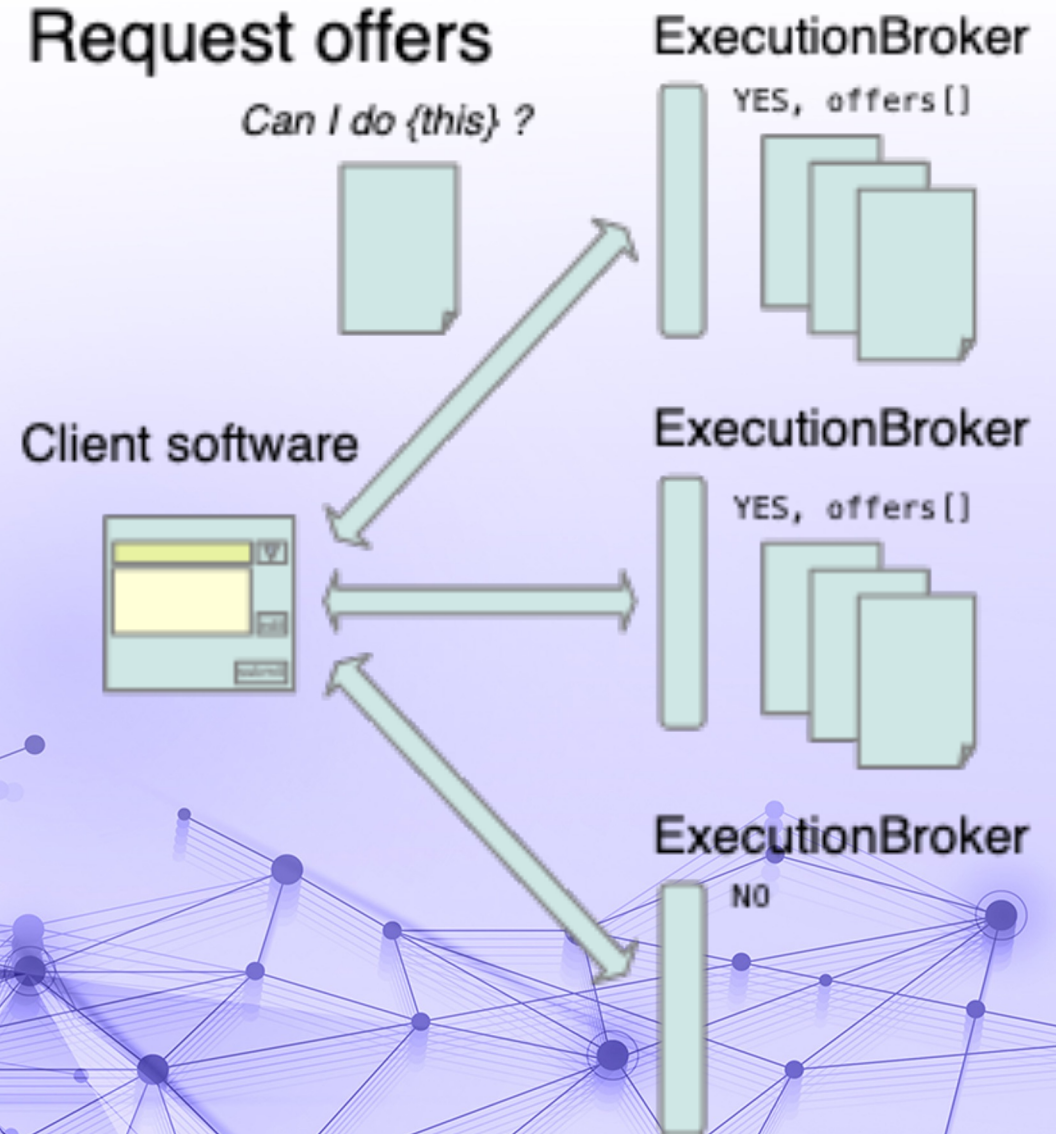 Request offers
Can I do {this} ?
Client software
ExecutionBroker
YES, offers[]
ExecutionBroker
YES, offers[]
ExecutionBroker
NO